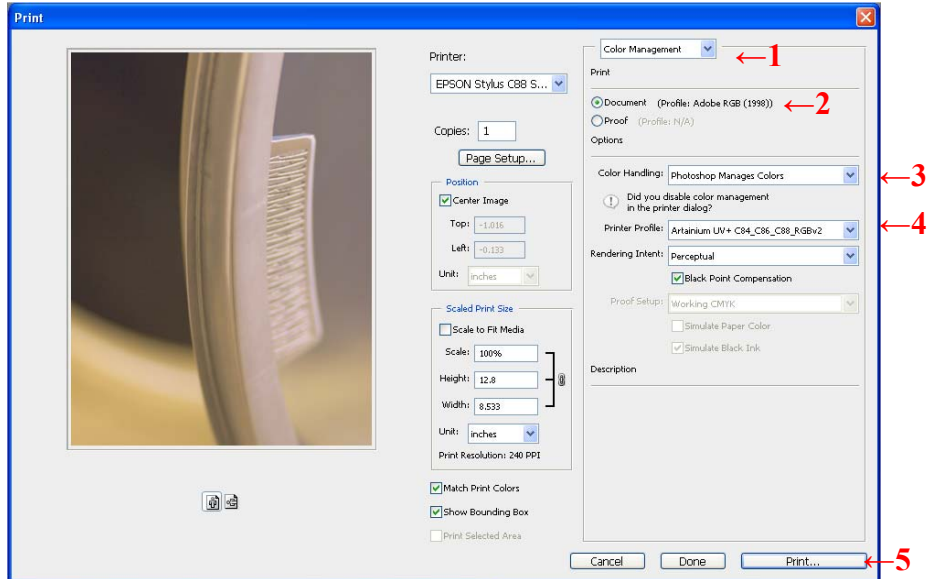 Print
Printer:
EPSON Stylus C88 S...
Copies: 1
Page Setup...
Position
Center Image
Top: -1.016
Left: -0.133
Unit: inches
Scaled Print Size
Scale to Fit Media
Scale: 100%
Height: 12.8
Width: 8.533
Unit: inches
Print Resolution: 240 PPI
Match Print Colors
Show Bounding Box
Print Selected Area
Color Management ←1
Print
Document (Profile: Adobe RGB (1998)) ←2
Proof (Profile: N/A)
Options
Color Handling: Photoshop Manages Colors ←3
Did you disable color management
in the printer dialog?
Printer Profile: Artainium UV+ C84_C86_C88_RGBv2 ←4
Rendering Intent: Perceptual
Black Point Compensation
Proof Setup: Working CMYK
Simulate Paper Color
Simulate Black Ink
Description
Cancel Done Print... ←5